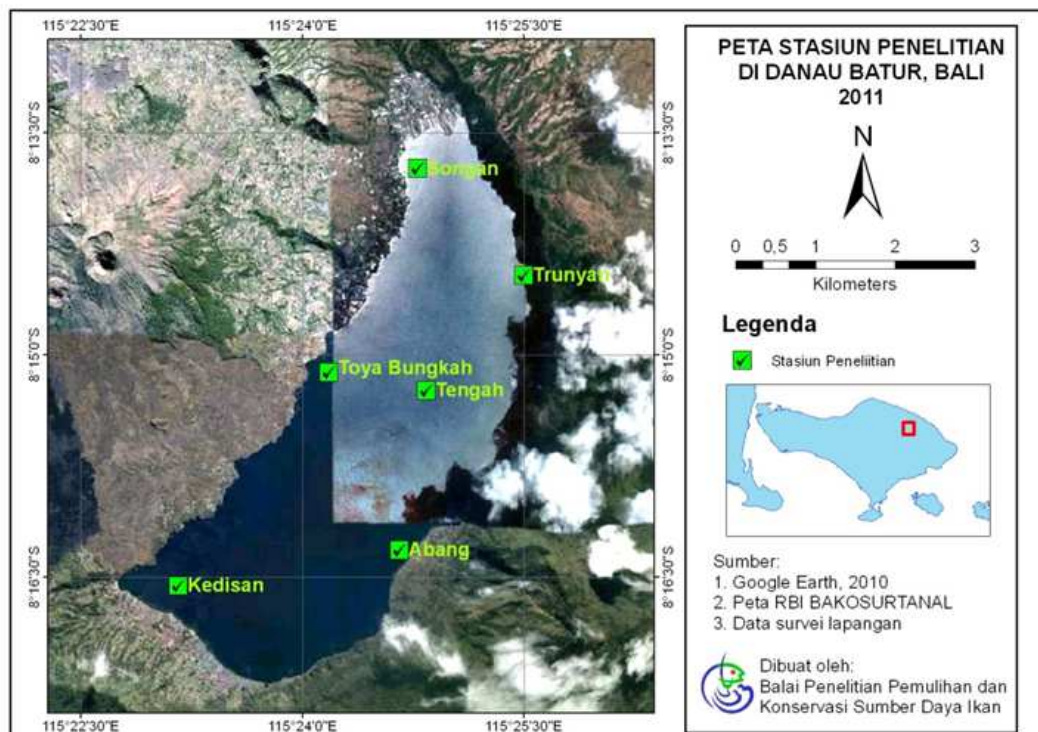 115°22'30"E 115°24'0"E 115°25'30"E
8°13'30"S
8°15'0"S
8°16'30"S
8°13'30"S
8°15'0"S
8°16'30"S
Songan
Trunyan
Toya Bungkah
Tengah
Abang
Kedisan
115°22'30"E 115°24'0"E 115°25'30"E
PETA STASIUN PENELITIAN
DI DANAU BATUR, BALI
2011
N
0 0,5 1 2 3
Kilometers
Legenda
Stasiun Peneliitian
Sumber:
1. Google Earth, 2010
2. Peta RBI BAKOSURTANAL
3. Data survei lapangan
Dibuat oleh:
Balai Penelitian Pemulihan dan
Konservasi Sumber Daya Ikan